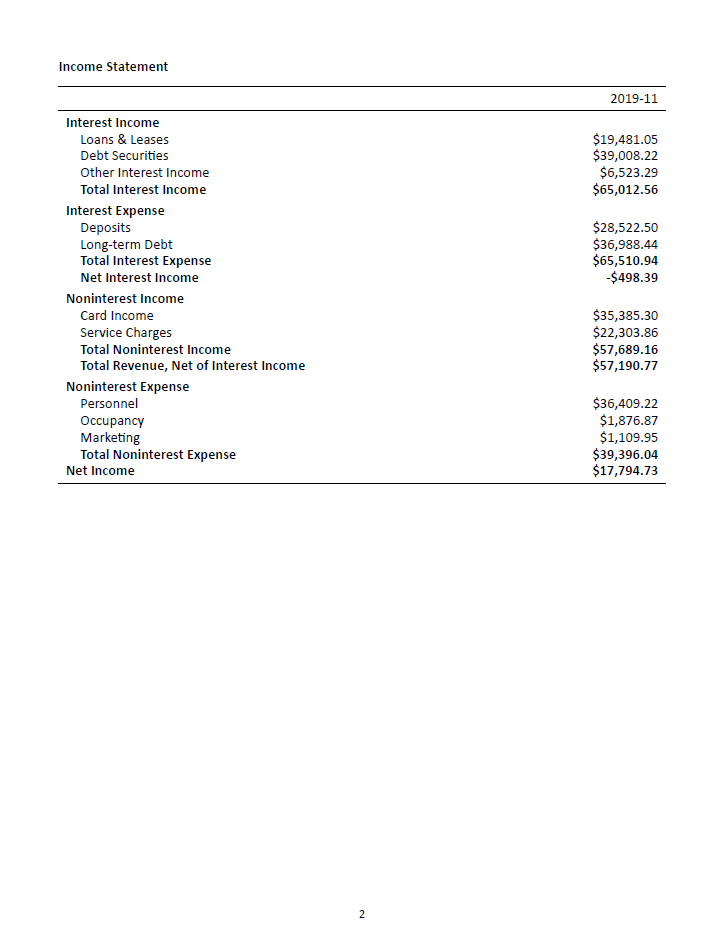 Income Statement
2019-11
Interest Income
Loans & Leases $19,481.05
Debt Securities $39,008.22
Other Interest Income $6,523.29
Total Interest Income $65,012.56
Interest Expense
Deposits $28,522.50
Long-term Debt $36,988.44
Total Interest Expense $65,510.94
Net Interest Income -$498.39
Noninterest Income
Card Income $35,385.30
Service Charges $22,303.86
Total Noninterest Income $57,689.16
Total Revenue, Net of Interest Income $57,190.77
Noninterest Expense
Personnel $36,409.22
Occupancy $1,876.87
Marketing $1,109.95
Total Noninterest Expense $39,396.04
Net Income $17,794.73
2